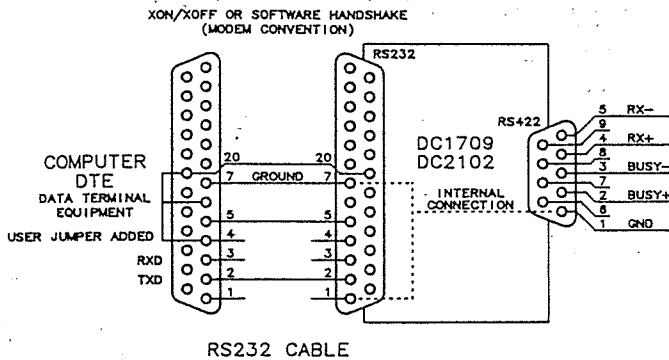 XON/XOFF OR SOFTWARE HANDSHAKE
(MODEM CONVENTION)
RS232
RS422
5 RX-
9
4 RX+
8
3 BUSY-
7
2 BUSY+
6
1 GND
DC1709
DC2102
INTERNAL
CONNECTION
COMPUTER
DTE
DATA TERMINAL
EQUIPMENT
USER JUMPER ADDED
RXD
TXD
20 20
7 GROUND 7
5 5
4 4
3 3
2 2
1 1
RS232 CABLE